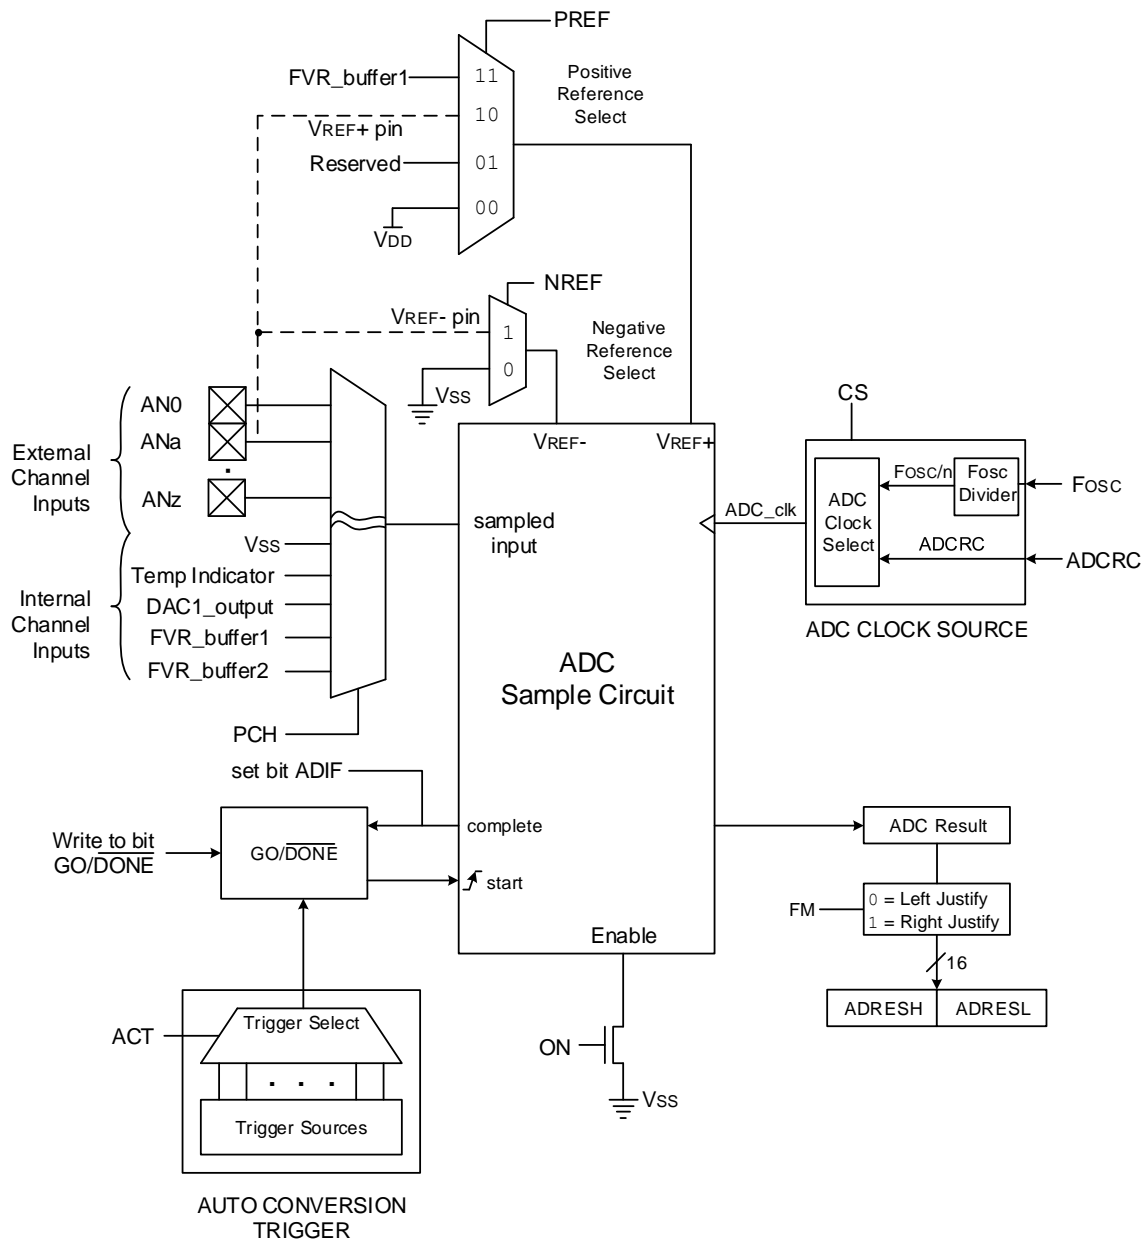 PREF
FVR_buffer1
11
Positive
Reference
Select
10
VREF+ pin
Reserved
01
00
VDD
NREF
VREF- pin
1
Negative
Reference
Select
0
VSS
External
Channel
Inputs
AN0
ANa
ANz
Internal
Channel
Inputs
VSS
Temp Indicator
DAC1_output
FVR_buffer1
FVR_buffer2
PCH
VREF-
VREF+
sampled
input
ADC
Sample Circuit
complete
start
Enable
CS
ADC_clk
ADC
Clock
Select
FOSC/n
Fosc
Divider
FOSC
ADCRC
ADCRC
ADC CLOCK SOURCE
set bit ADIF
Write to bit
GO/DONE
GO/DONE
ADC Result
FM
0 = Left Justify
1 = Right Justify
16
ADRESH
ADRESL
ON
VSS
ACT
Trigger Select
. . .
Trigger Sources
AUTO CONVERSION
TRIGGER